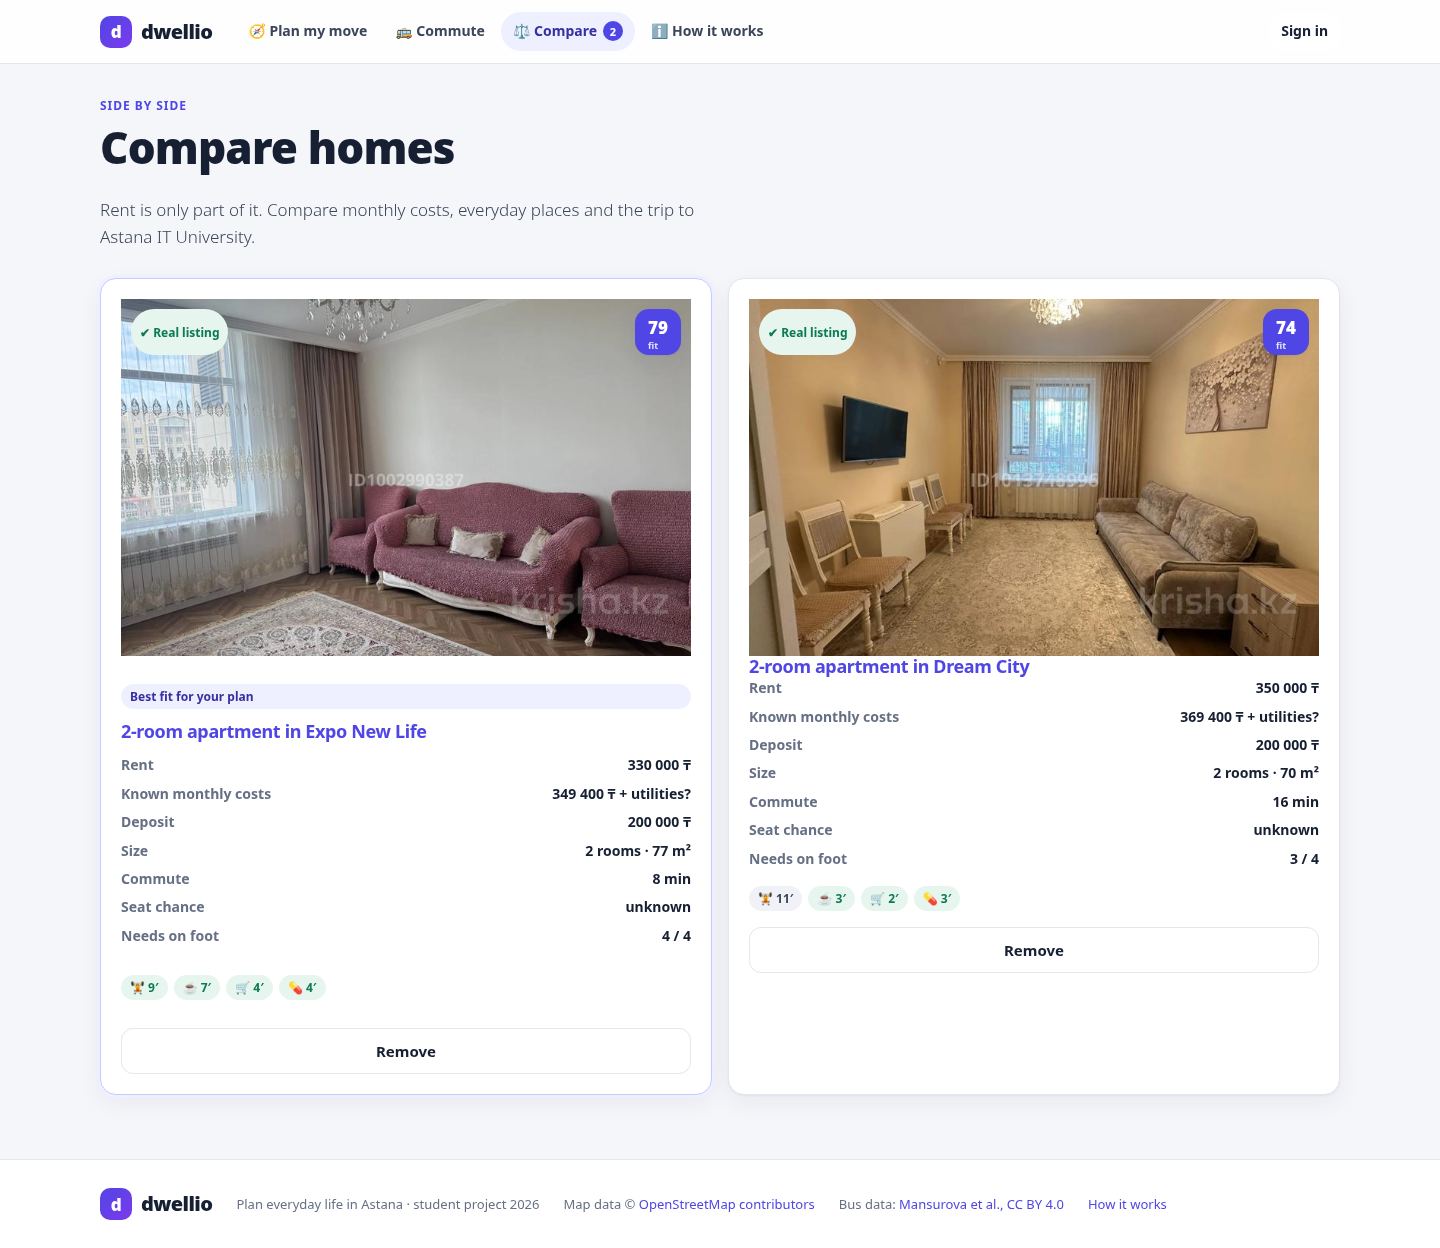 d dwellio
🧭 Plan my move
🚌 Commute
⚖️ Compare 2
ℹ️ How it works
Sign in
SIDE BY SIDE
Compare homes
Rent is only part of it. Compare monthly costs, everyday places and the trip to
Astana IT University.
✔ Real listing
79
fit
ID1002990387
krisha.kz
Best fit for your plan
2-room apartment in Expo New Life
Rent 330 000 ₸
Known monthly costs 349 400 ₸ + utilities?
Deposit 200 000 ₸
Size 2 rooms · 77 m²
Commute 8 min
Seat chance unknown
Needs on foot 4 / 4
🏋️ 9′ ☕ 7′ 🛒 4′ 💊 4′
Remove
✔ Real listing
74
fit
krisha.kz
2-room apartment in Dream City
Rent 350 000 ₸
Known monthly costs 369 400 ₸ + utilities?
Deposit 200 000 ₸
Size 2 rooms · 70 m²
Commute 16 min
Seat chance unknown
Needs on foot 3 / 4
🏋️ 11′ ☕ 3′ 🛒 2′ 💊 3′
Remove
d dwellio
Plan everyday life in Astana · student project 2026
Map data © OpenStreetMap contributors
Bus data: Mansurova et al., CC BY 4.0
How it works